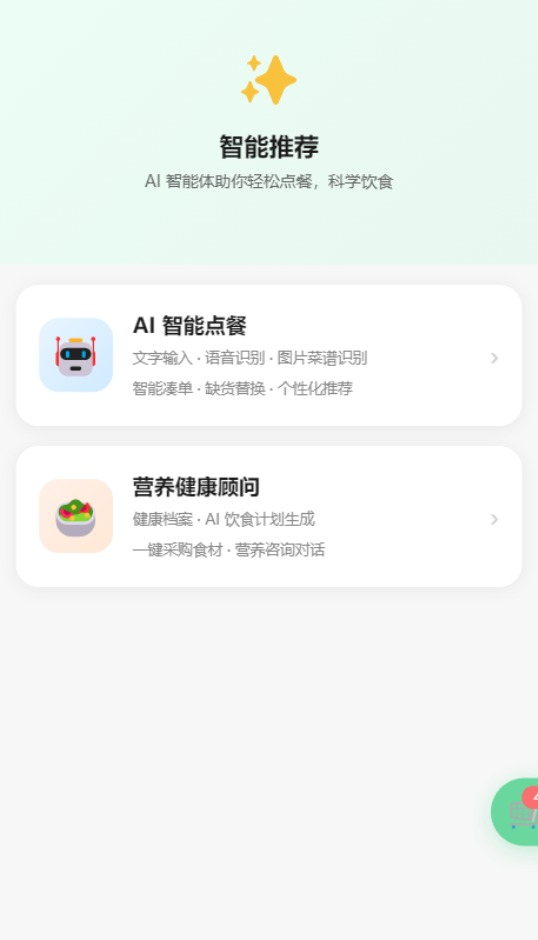 智能推荐
AI 智能体助你轻松点餐，科学饮食
AI 智能点餐
文字输入 · 语音识别 · 图片菜谱识别
智能凑单 · 缺货替换 · 个性化推荐
营养健康顾问
健康档案 · AI 饮食计划生成
一键采购食材 · 营养咨询对话